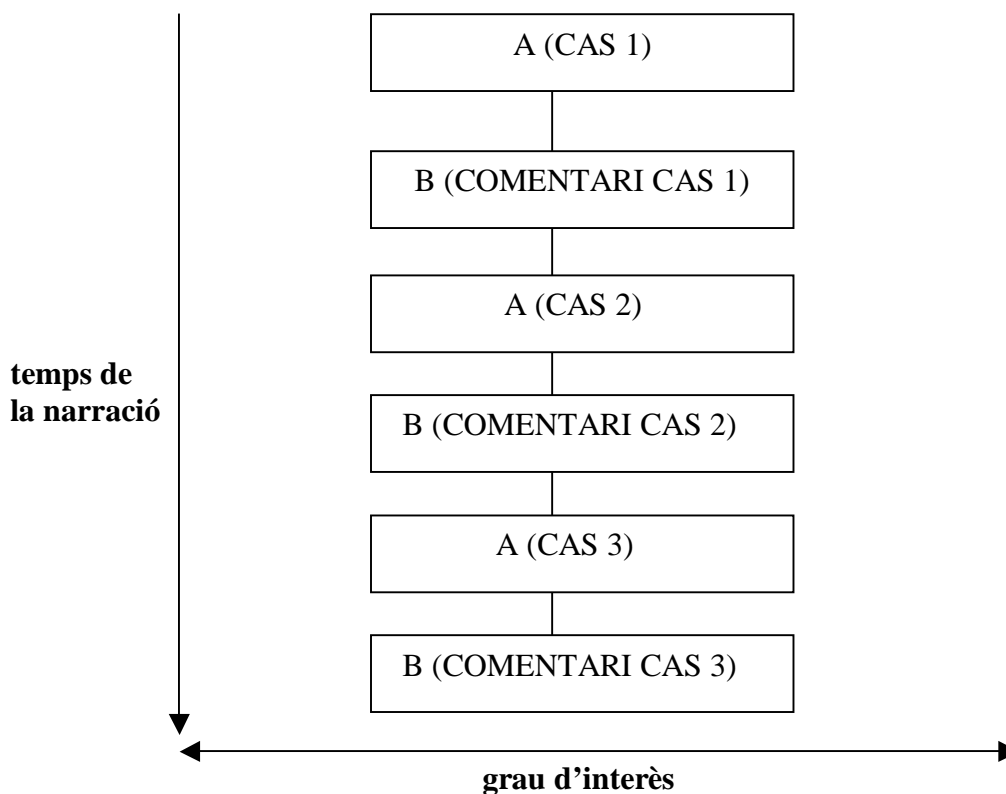 A (CAS 1)
B (COMENTARI CAS 1)
A (CAS 2)
temps de
la narració
B (COMENTARI CAS 2)
A (CAS 3)
B (COMENTARI CAS 3)
grau d’interès